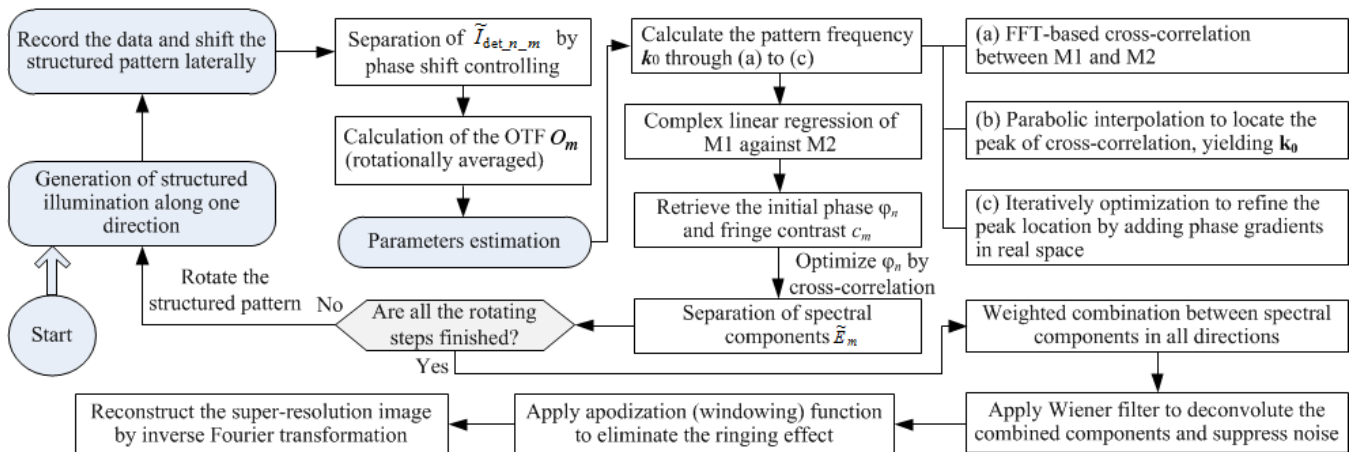 Start
Generation of structured
illumination along one
direction
Record the data and shift the
structured pattern laterally
Separation of Ĩdet_n_m by
phase shift controlling
Calculation of the OTF Om
(rotationally averaged)
Parameters estimation
Calculate the pattern frequency
k0 through (a) to (c)
(a) FFT-based cross-correlation
between M1 and M2
(b) Parabolic interpolation to locate the
peak of cross-correlation, yielding k0
(c) Iteratively optimization to refine the
peak location by adding phase gradients
in real space
Complex linear regression of
M1 against M2
Retrieve the initial phase φn
and fringe contrast cm
Optimize φn by
cross-correlation
Separation of spectral
components Ẽm
Are all the rotating
steps finished?
No
Rotate the
structured pattern
Yes
Weighted combination between spectral
components in all directions
Apply Wiener filter to deconvolute the
combined components and suppress noise
Apply apodization (windowing) function
to eliminate the ringing effect
Reconstruct the super-resolution image
by inverse Fourier transformation